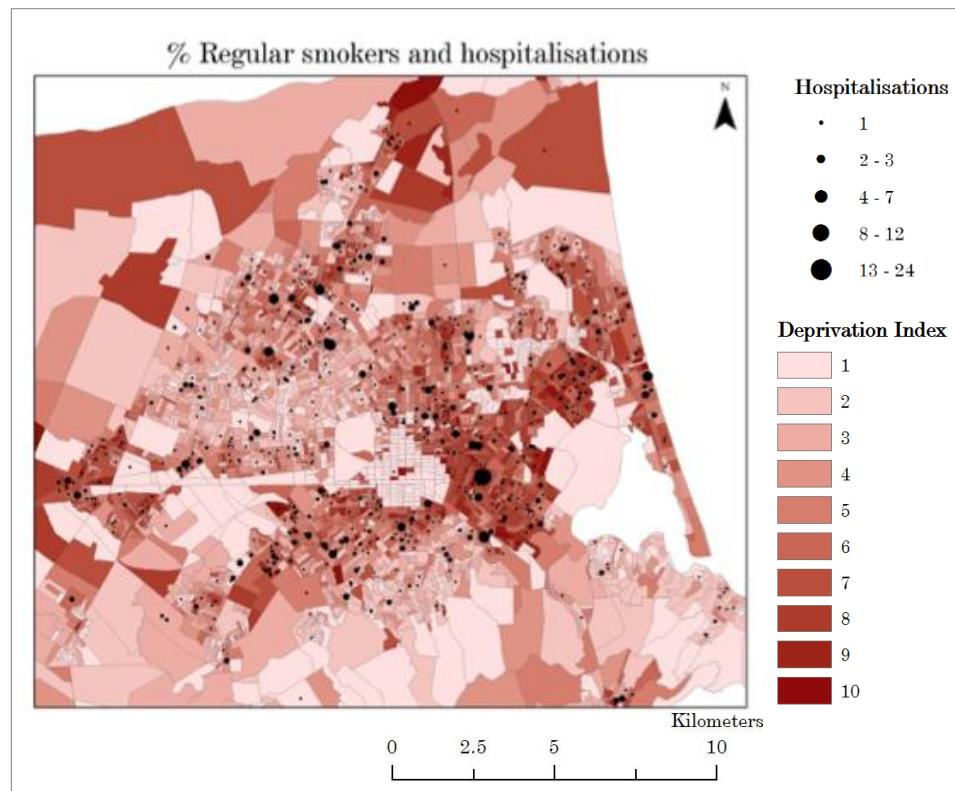 % Regular smokers and hospitalisations
N
Hospitalisations
1
2 - 3
4 - 7
8 - 12
13 - 24
Deprivation Index
1
2
3
4
5
6
7
8
9
10
Kilometers
0 2.5 5 10